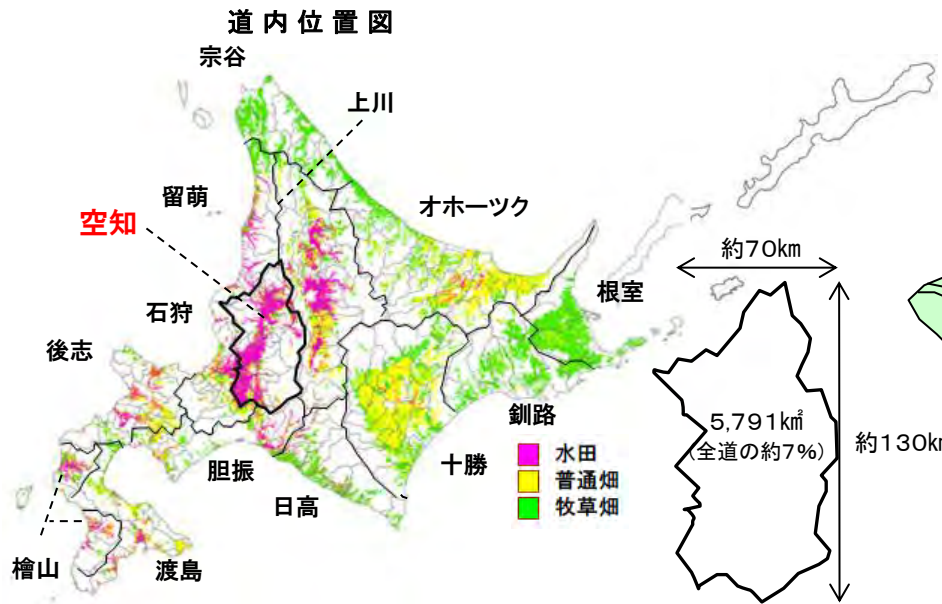 道内位置図
宗谷
上川
留萌
オホーツク
空知
約70㎞
根室
石狩
後志
5,791㎢
(全道の約7%)
釧路
約130㎞
水田
十勝
胆振
普通畑
日高
牧草畑
檜山
渡島